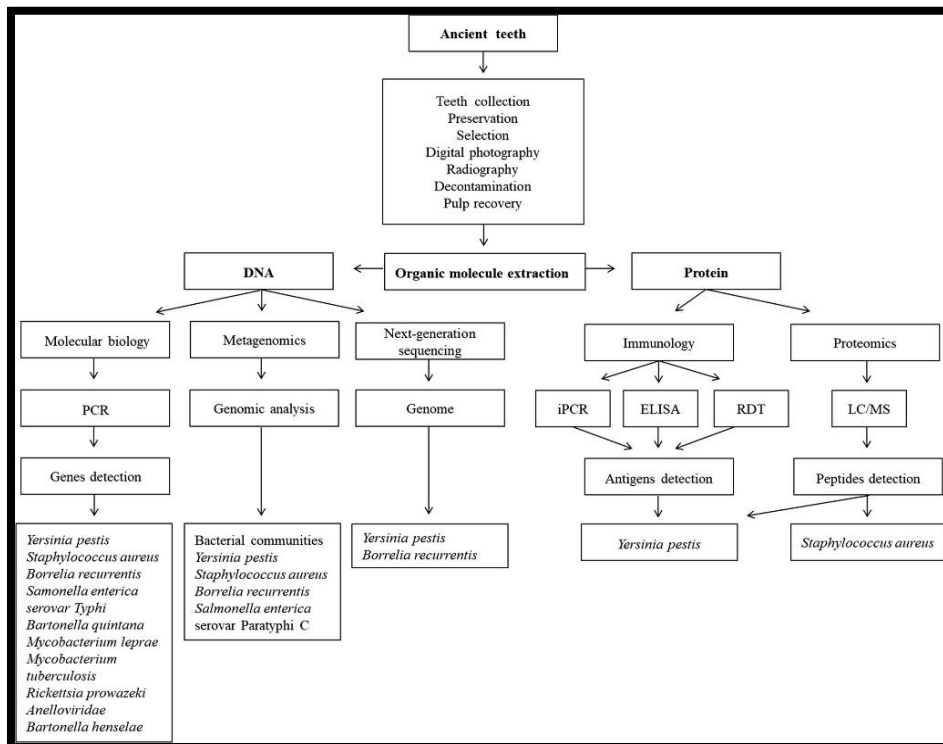 Ancient teeth
Teeth collection
Preservation
Selection
Digital photography
Radiography
Decontamination
Pulp recovery
DNA
Organic molecule extraction
Protein
Molecular biology
Metagenomics
Next-generation
sequencing
Immunology
Proteomics
PCR
Genomic analysis
Genome
iPCR
ELISA
RDT
LC/MS
Genes detection
Antigens detection
Peptides detection
Yersinia pestis
Staphylococcus aureus
Borrelia recurrentis
Samonella enterica
serovar Typhi
Bartonella quintana
Mycobacterium leprae
Mycobacterium
tuberculosis
Rickettsia prowazeki
Anelloviridae
Bartonella henselae
Bacterial communities
Yersinia pestis
Staphylococcus aureus
Borrelia recurrentis
Salmonella enterica
serovar Paratyphi C
Yersinia pestis
Borrelia recurrentis
Yersinia pestis
Staphylococcus aureus